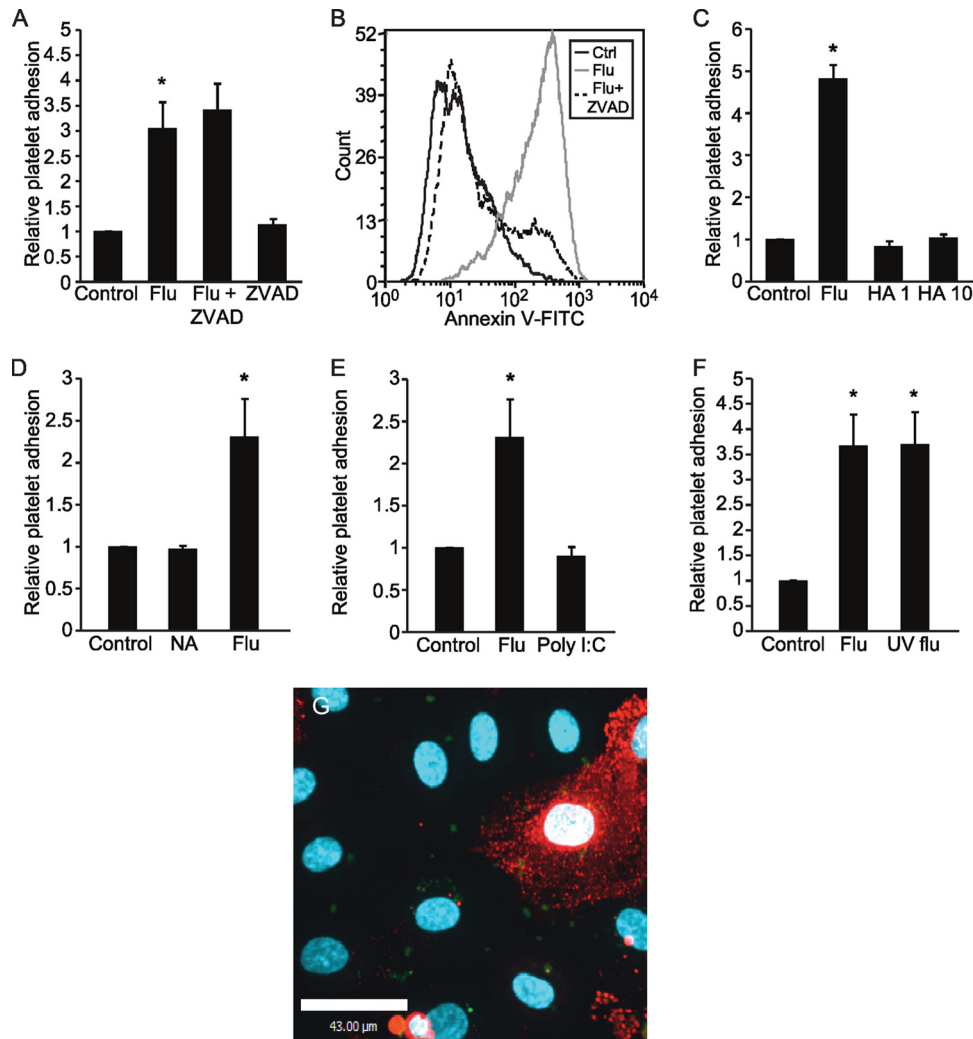 A
Relative platelet adhesion
5
4.5
4
3.5
3
2.5
2
1.5
1
0.5
*
Control Flu Flu + ZVAD
ZVAD
B
Count
52
39
26
13
0
Ctrl
Flu
Flu+
ZVAD
10⁰ 10¹ 10² 10³ 10⁴
Annexin V-FITC
C
Relative platelet adhesion
6
5
4
3
2
1
0
*
Control Flu HA 1 HA 10
D
Relative platelet adhesion
3
2.5
2
1.5
1
0.5
0
*
Control NA Flu
E
Relative platelet adhesion
3
2.5
2
1.5
1
0.5
0
*
Control Flu Poly I:C
F
Relative platelet adhesion
5
4.5
4
3.5
3
2.5
2
1.5
1
0.5
* *
Control Flu UV flu
G
43.00 µm